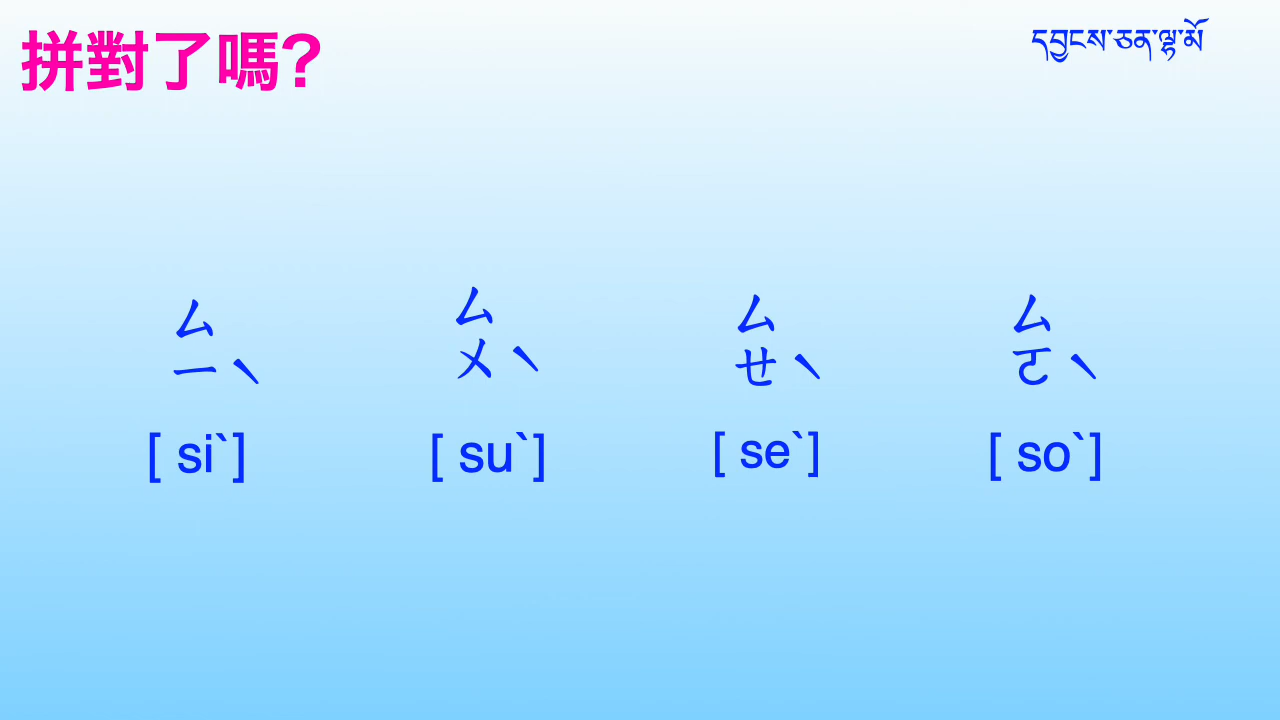 拼對了嗎?
དབྱངས་ཅན་ལྷ་མོ
ㄙㄧˋ ㄙㄨˋ ㄙㄝˋ ㄙㄛˋ
[ si`] [ su`] [ se`] [ so`]